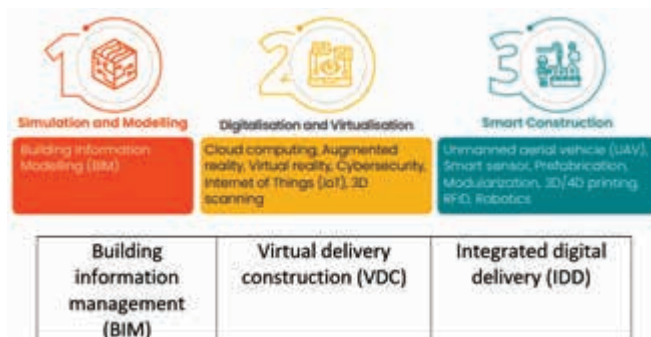 1
2
3
Simulation and Modelling
Digitalisation and Virtualisation
Smart Construction
Building Information
Modelling (BIM)
Cloud computing, Augmented
reality, Virtual reality, Cybersecurity,
Internet of Things (IoT), 3D
scanning
Unmanned aerial vehicle (UAV),
Smart sensor, Prefabrication,
Modularization, 3D/4D printing,
RFID, Robotics
Building
information
management
(BIM)
Virtual delivery
construction (VDC)
Integrated digital
delivery (IDD)